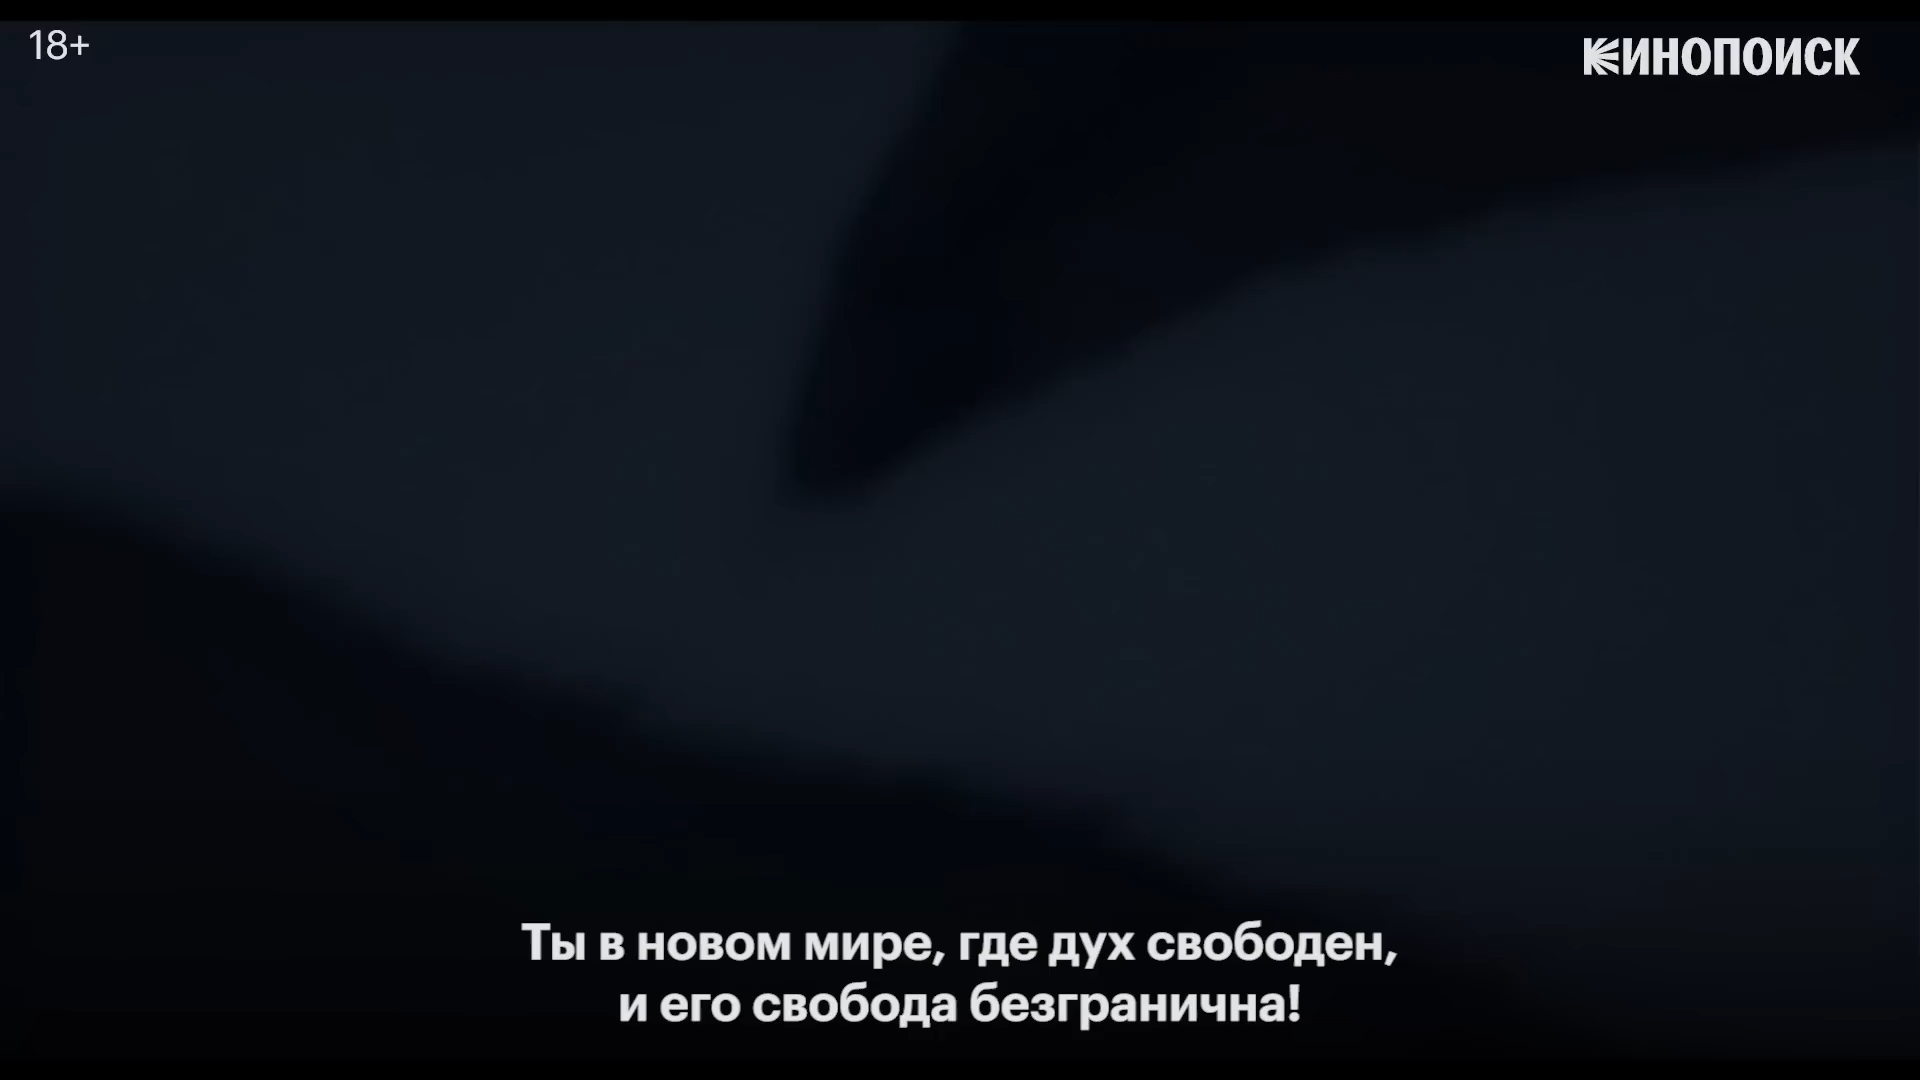 18+
КИНОПОИСК
Ты в новом мире, где дух свободен,
и его свобода безгранична!